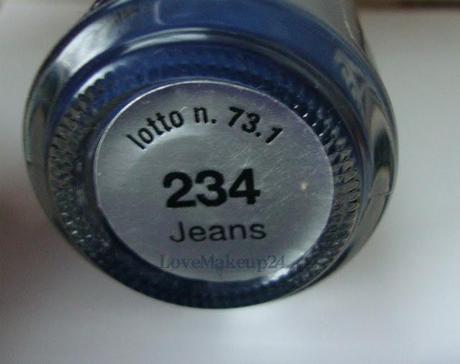 lotto n. 73.1
234
Jeans
LoveMakeup24